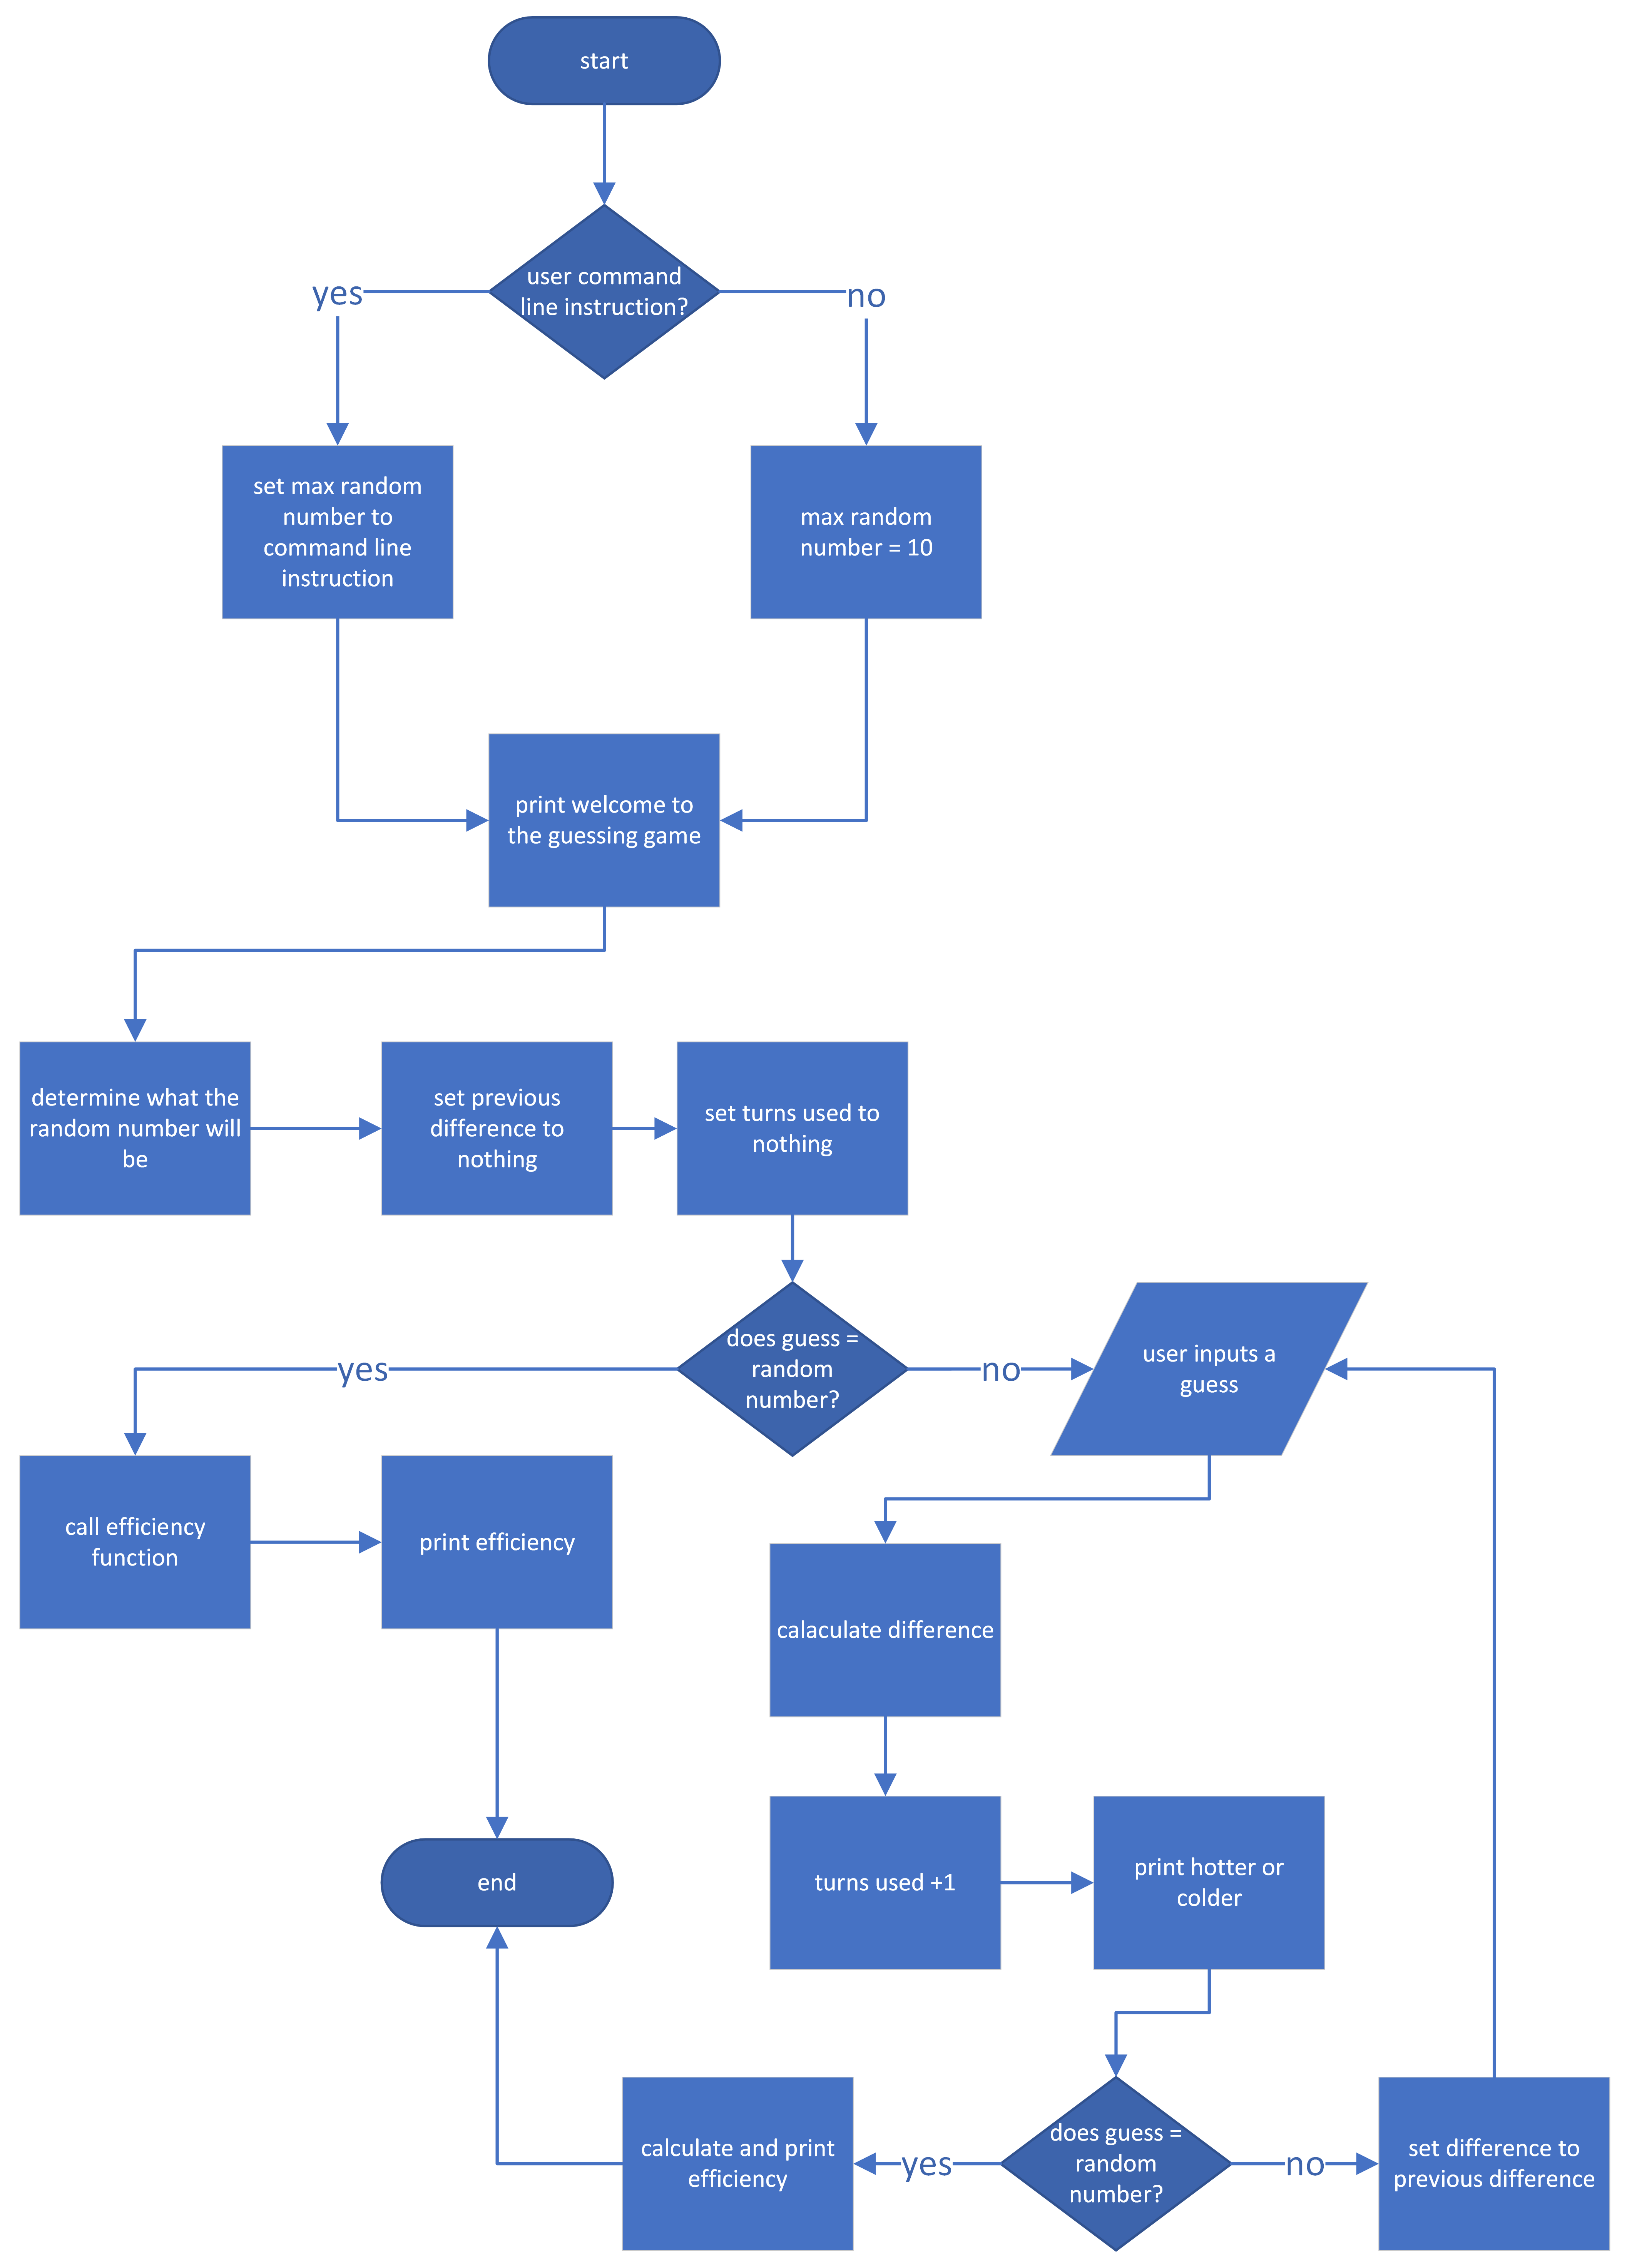 start
user command
line instruction?
yes
no
set max random
number to
command line
instruction
max random
number = 10
print welcome to
the guessing game
determine what the
random number will
be
set previous
difference to
nothing
set turns used to
nothing
does guess =
random
number?
yes
no
user inputs a
guess
call efficiency
function
print efficiency
calaculate difference
turns used +1
print hotter or
colder
end
does guess =
random
number?
yes
no
calculate and print
efficiency
set difference to
previous difference